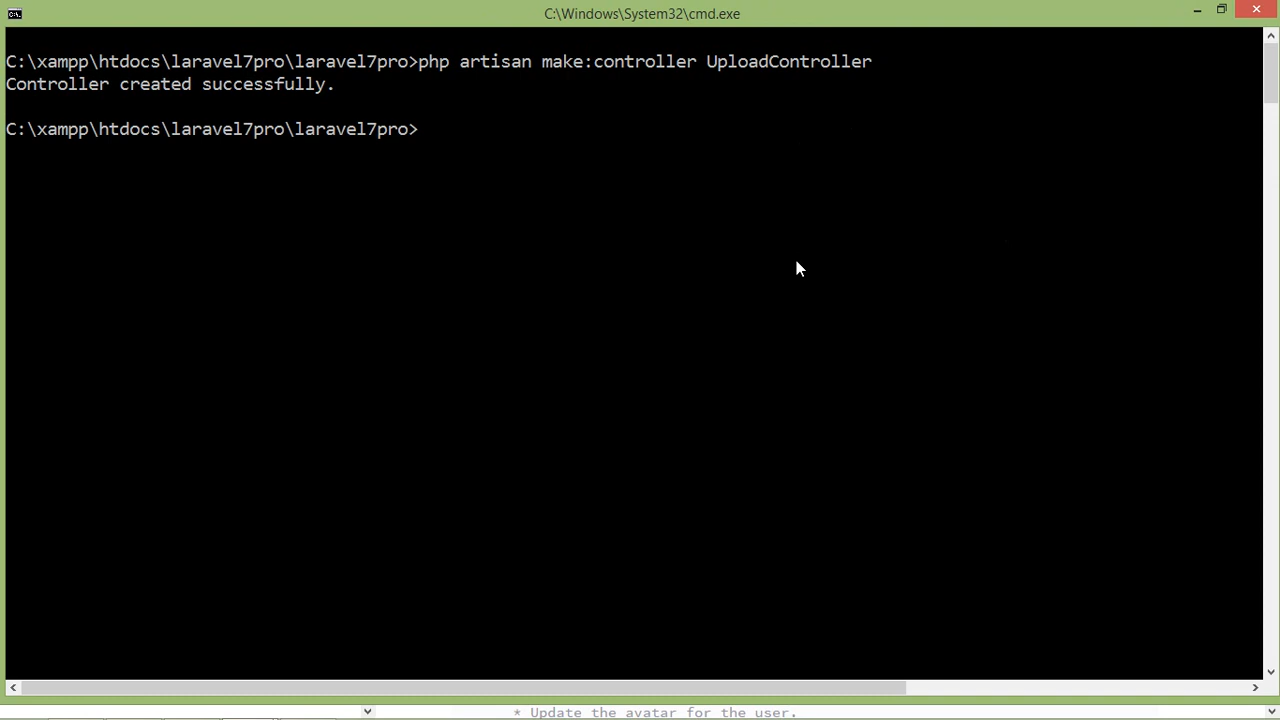 C:\Windows\System32\cmd.exe
C:\xampp\htdocs\laravel7pro\laravel7pro>php artisan make:controller UploadController
Controller created successfully.
C:\xampp\htdocs\laravel7pro\laravel7pro>
* Update the avatar for the user.